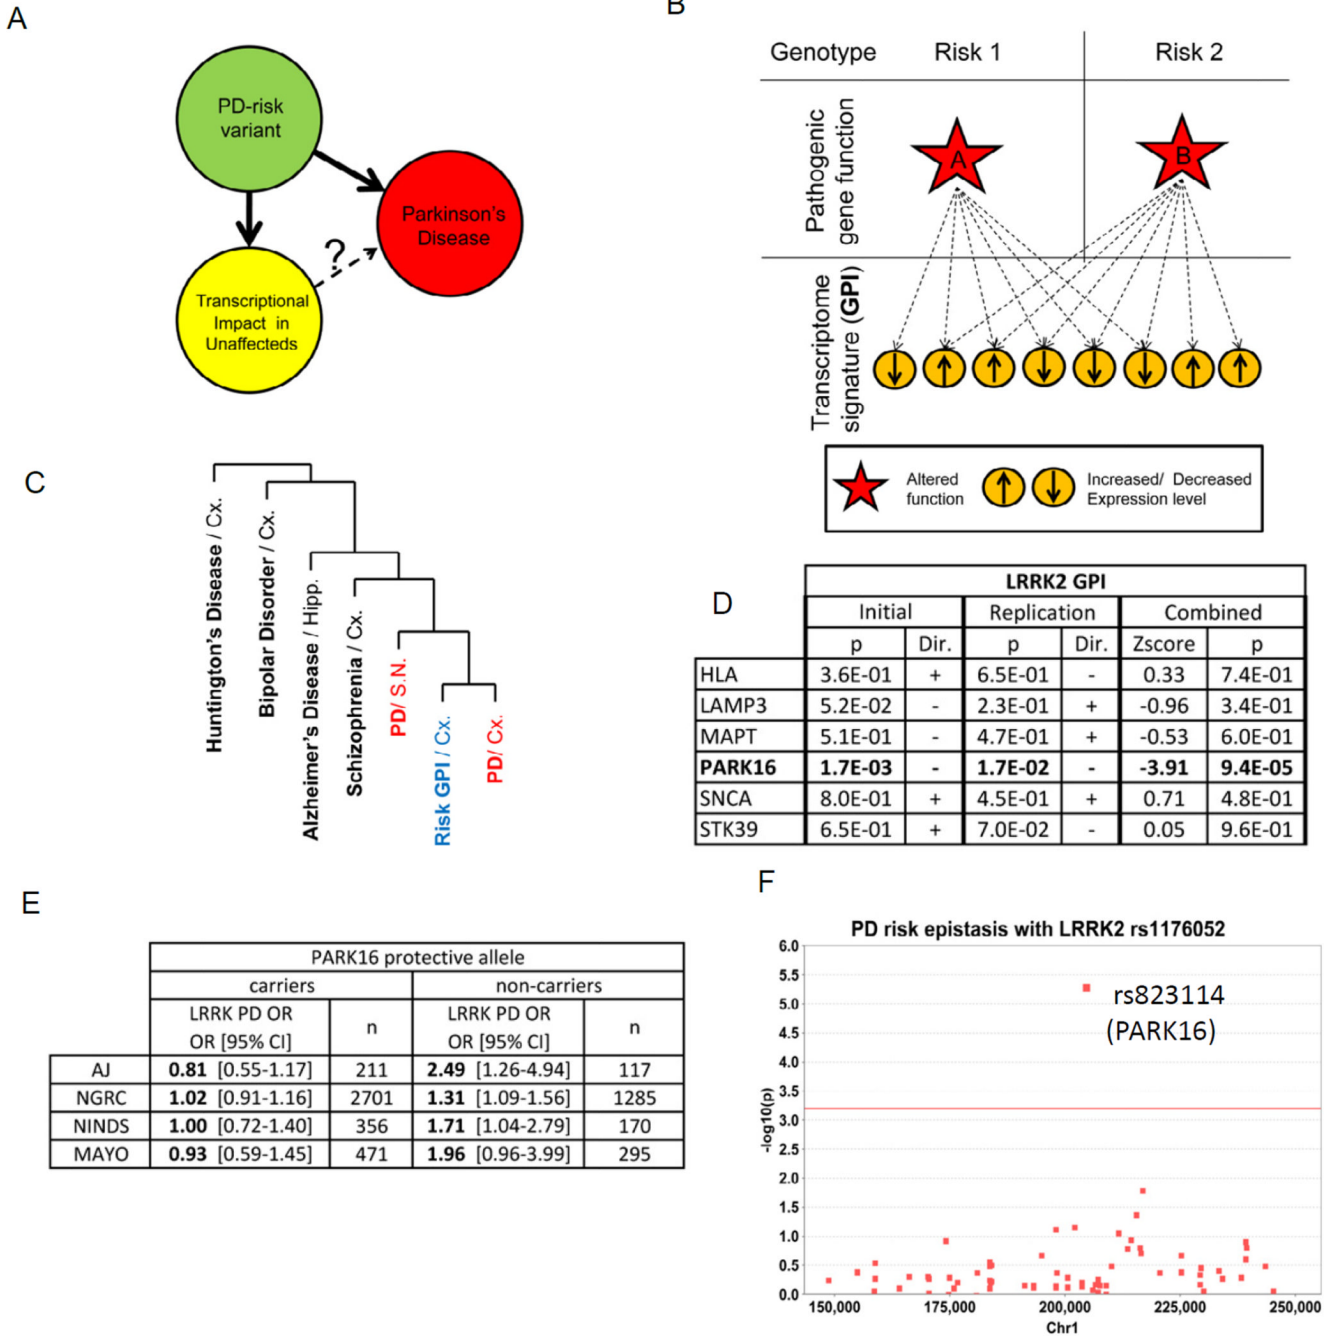 A
PD-risk
variant
Parkinson's
Disease
?
Transcriptional
Impact in
Unaffecteds
B
Genotype Risk 1 Risk 2
Pathogenic
gene function
A B
Transcriptome
signature (GPI)
Altered
function
Increased/ Decreased
Expression level
C
Huntington's Disease / Cx.
Bipolar Disorder / Cx.
Alzheimer's Disease / Hipp.
Schizophrenia / Cx.
PD/ S.N.
Risk GPI / Cx.
PD/ Cx.
D
LRRK2 GPI
Initial Replication Combined
p Dir. p Dir. Zscore p
HLA 3.6E-01 + 6.5E-01 - 0.33 7.4E-01
LAMP3 5.2E-02 - 2.3E-01 + -0.96 3.4E-01
MAPT 5.1E-01 - 4.7E-01 + -0.53 6.0E-01
PARK16 1.7E-03 - 1.7E-02 - -3.91 9.4E-05
SNCA 8.0E-01 + 4.5E-01 + 0.71 4.8E-01
STK39 6.5E-01 + 7.0E-02 - 0.05 9.6E-01
E
PARK16 protective allele
carriers non-carriers
LRRK PD OR
OR [95% CI] n LRRK PD OR
OR [95% CI] n
AJ 0.81 [0.55-1.17] 211 2.49 [1.26-4.94] 117
NGRC 1.02 [0.91-1.16] 2701 1.31 [1.09-1.56] 1285
NINDS 1.00 [0.72-1.40] 356 1.71 [1.04-2.79] 170
MAYO 0.93 [0.59-1.45] 471 1.96 [0.96-3.99] 295
F
PD risk epistasis with LRRK2 rs1176052
6.0
5.5
5.0
4.5
4.0
3.5
3.0
2.5
2.0
1.5
1.0
0.5
0.0
-log10(p)
rs823114
(PARK16)
150,000 175,000 200,000 225,000 250,000
Chr1